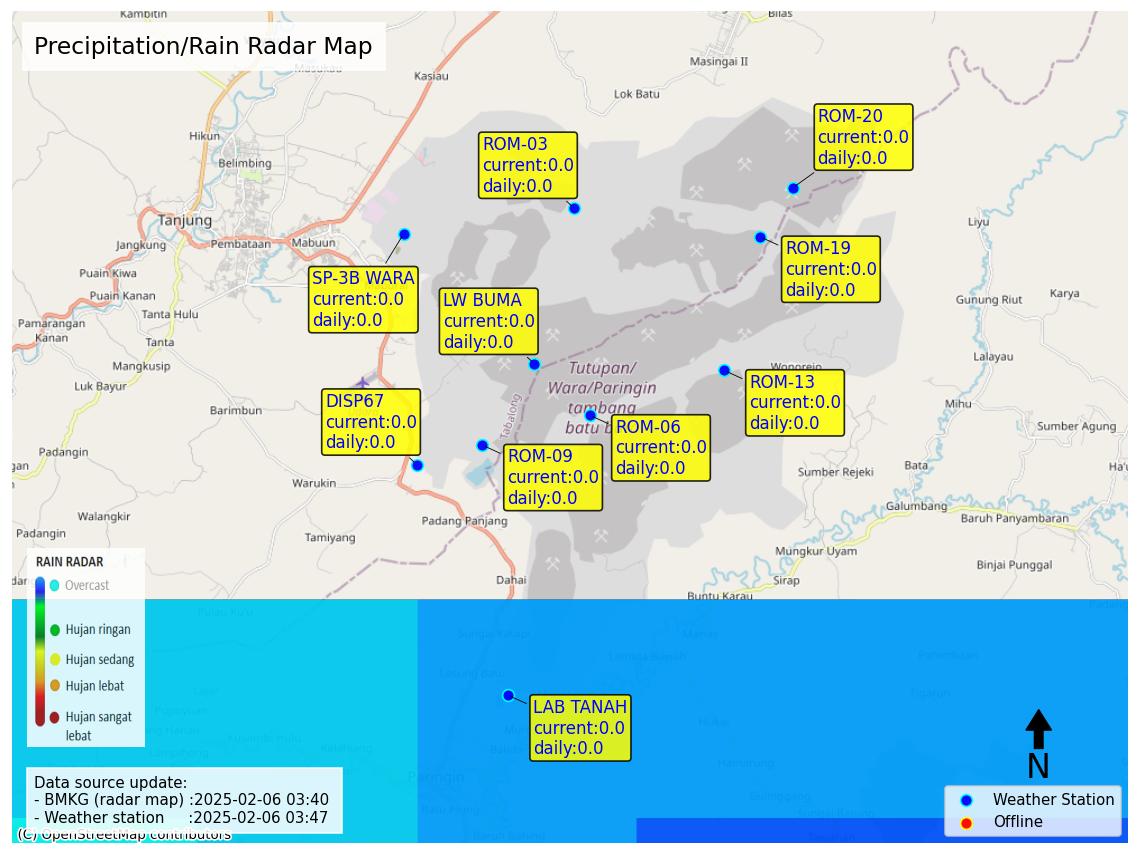 Kambitin
Bilas
Precipitation/Rain Radar Map
Masukau
Kasiau
Masingai II
Lok Batu
ROM-20
current:0.0
daily:0.0
Hikun
ROM-03
current:0.0
daily:0.0
Belimbing
Tanjung
Liyu
Jangkung
Pembataan
Mabuun
ROM-19
current:0.0
daily:0.0
Puain Kiwa
SP-3B WARA
current:0.0
daily:0.0
Puain Kanan
LW BUMA
current:0.0
daily:0.0
Gunung Riut
Karya
Tanta Hulu
Pamarangan
Kanan
Tanta
Lalayau
Mangkusip
Tutupan/
Wara/Paringin
tambang
Wonorejo
Luk Bayur
ROM-13
current:0.0
daily:0.0
DISP67
current:0.0
daily:0.0
Barimbun
Tabalong
Mihu
ROM-06
current:0.0
daily:0.0
Sumber Agung
Padangin
ROM-09
current:0.0
daily:0.0
Bata
Sumber Rejeki
Warukin
Galumbang
Walangkir
Padang Panjang
Baruh Panyambaran
Padangin
Tamiyang
Mungkur Uyam
Binjai Punggal
RAIN RADAR
Dahai
Sirap
Overcast
Buntu Karau
Hujan ringan
Hujan sedang
Hujan lebat
Hujan sangat
lebat
LAB TANAH
current:0.0
daily:0.0
Paringin
N
Data source update:
- BMKG (radar map) :2025-02-06 03:40
- Weather station :2025-02-06 03:47
Weather Station
Offline
(C) OpenStreetMap contributors